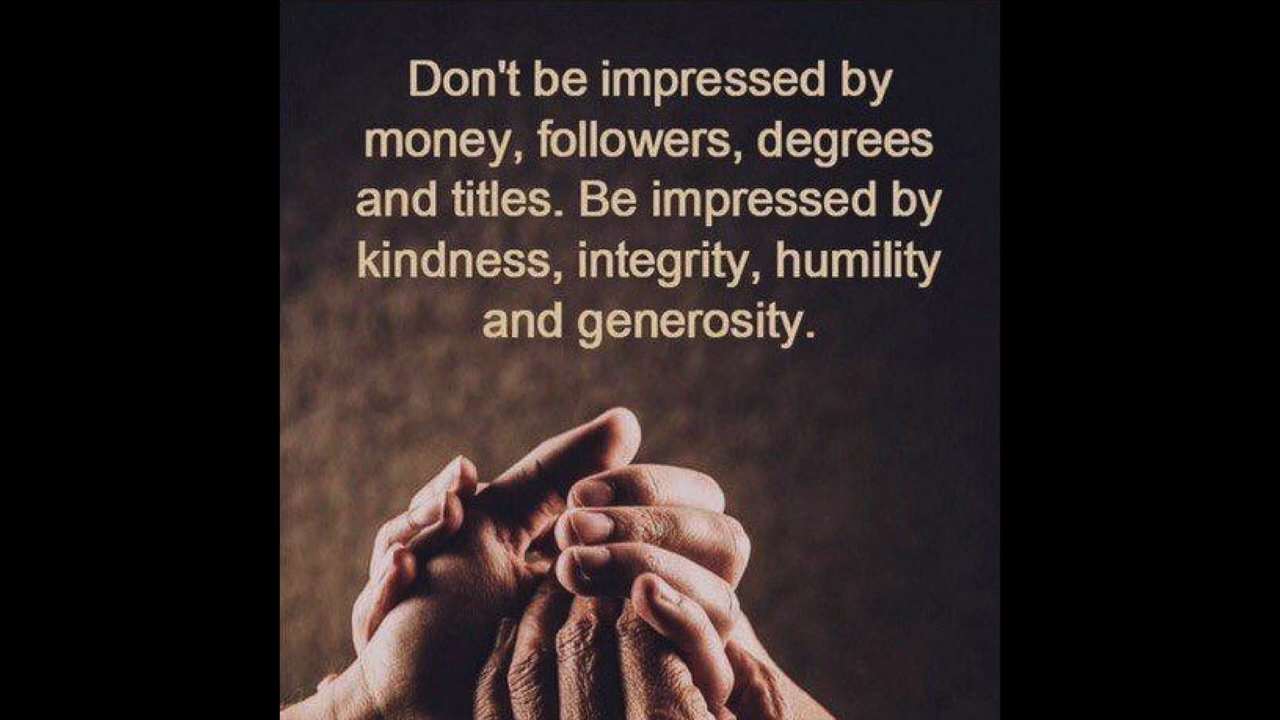 Don't be impressed by
money, followers, degrees
and titles. Be impressed by
kindness, integrity, humility
and generosity.